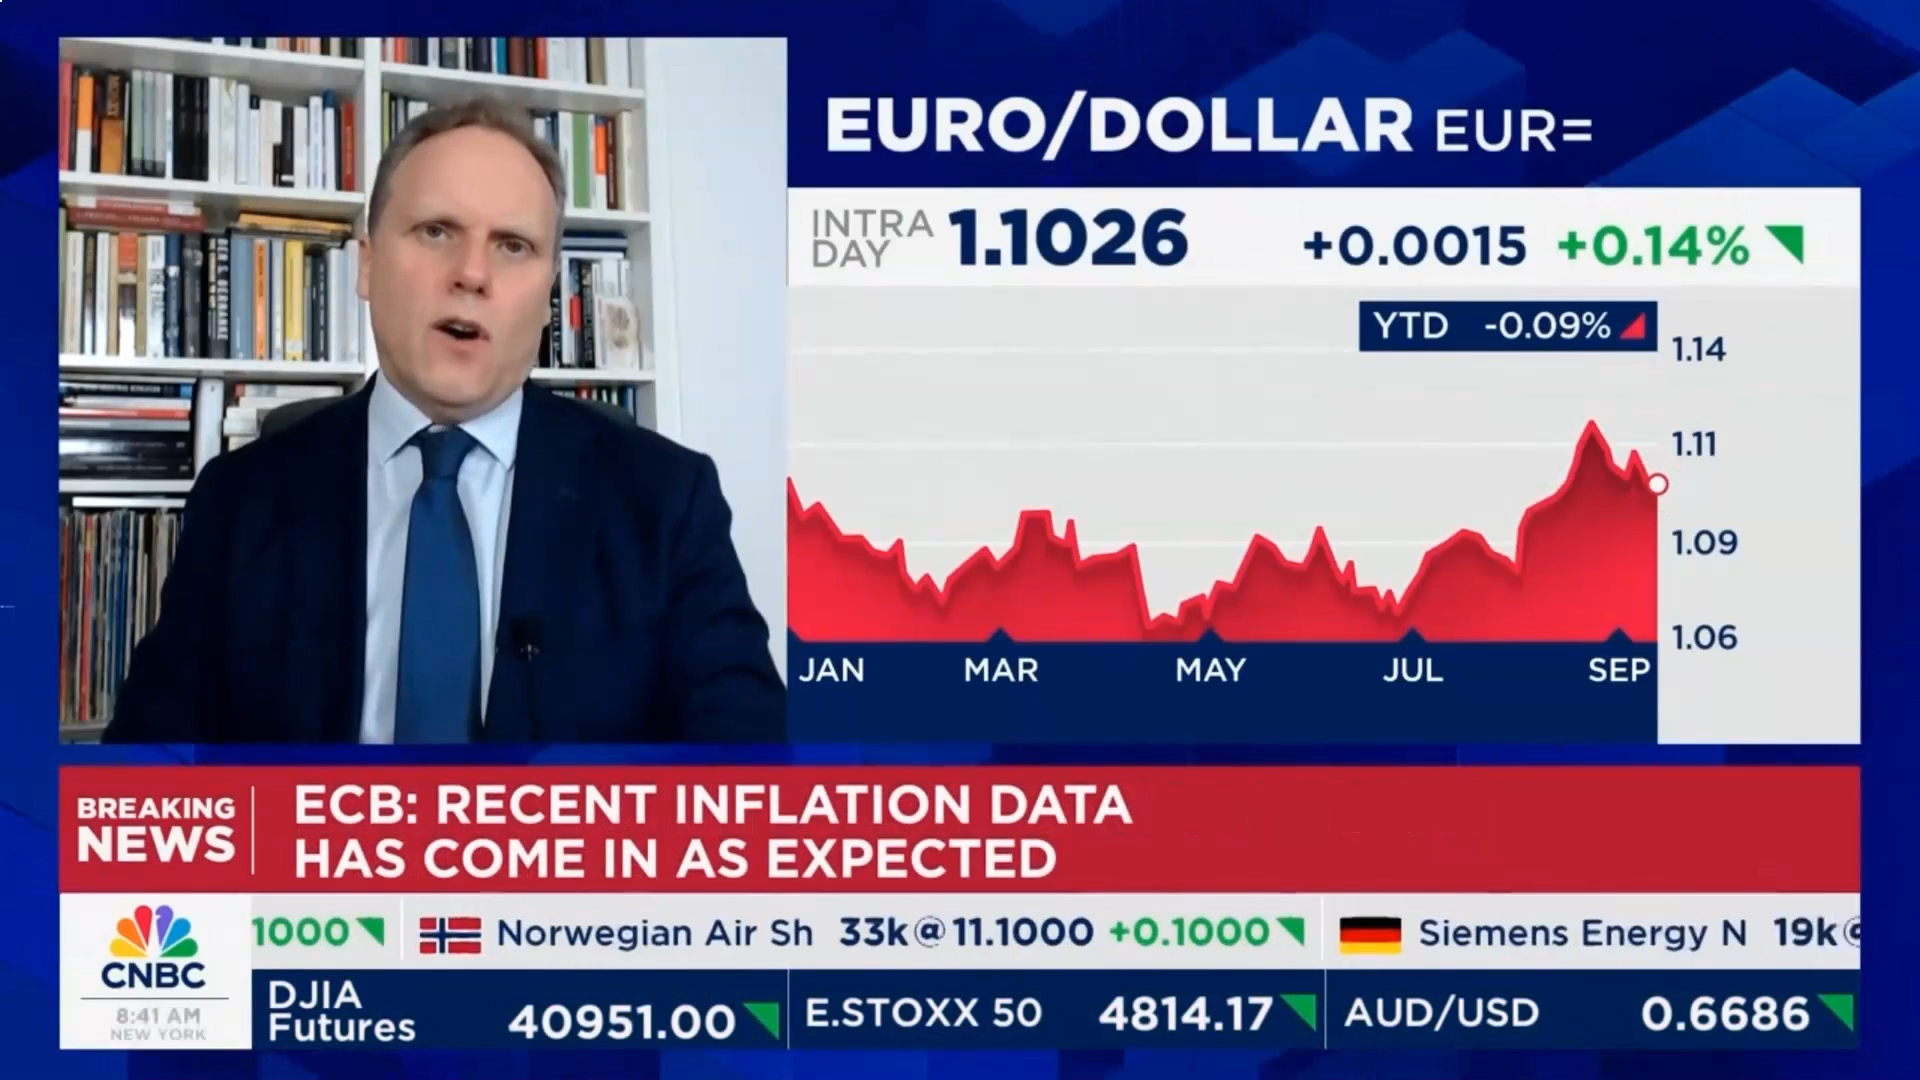 EURO/DOLLAR EUR=
INTRA DAY 1.1026 +0.0015 +0.14%
YTD -0.09%
1.14
1.11
1.09
1.06
JAN MAR MAY JUL SEP
BREAKING NEWS
ECB: RECENT INFLATION DATA
HAS COME IN AS EXPECTED
1000 Norwegian Air Sh 33k@11.1000 +0.1000 Siemens Energy N 19k@
CNBC
8:41 AM
NEW YORK
DJIA Futures 40951.00 E.STOXX 50 4814.17 AUD/USD 0.6686